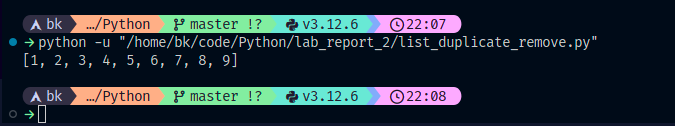 bk …/Python master !? v3.12.6 22:07
→ python -u "/home/bk/code/Python/lab_report_2/list_duplicate_remove.py"
[1, 2, 3, 4, 5, 6, 7, 8, 9]
bk …/Python master !? v3.12.6 22:08
→